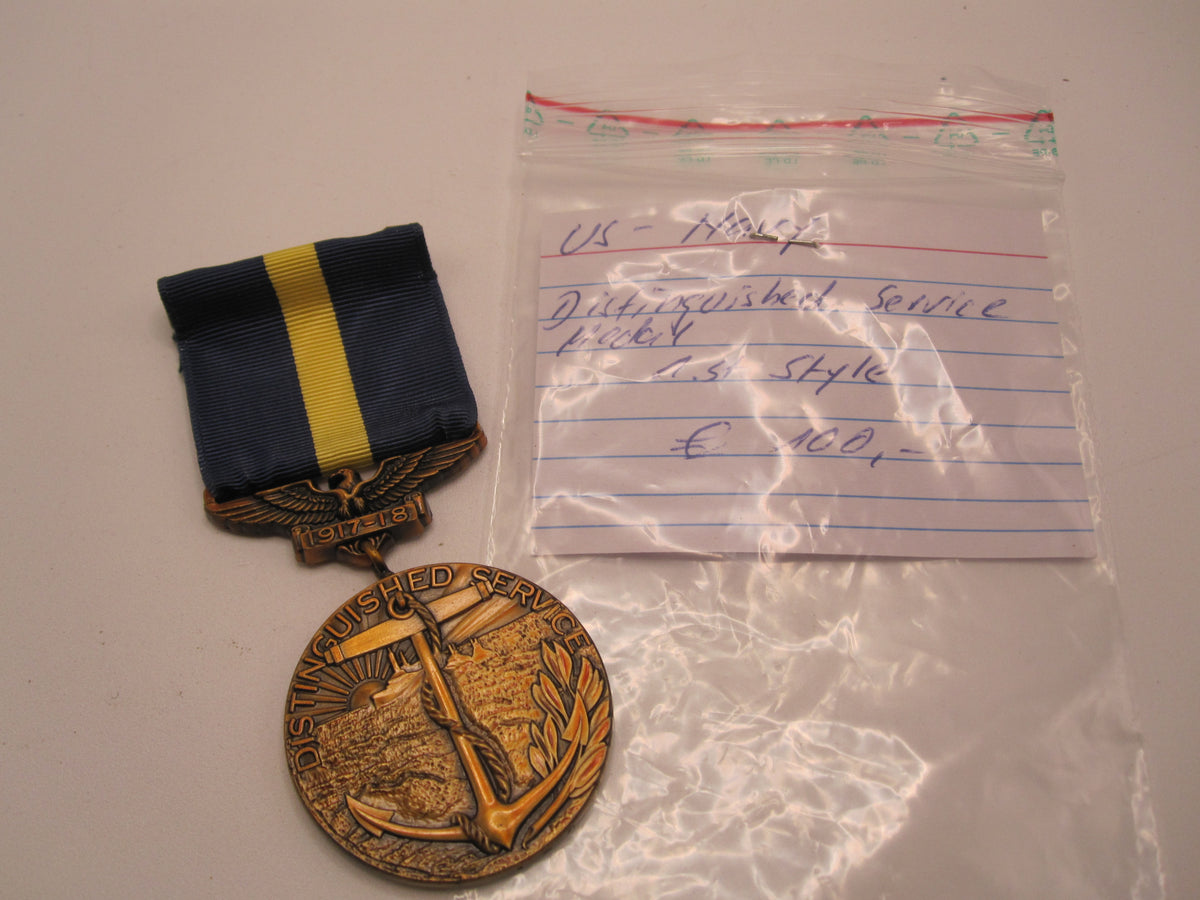 US - Navy
Distinguished Service
Medal
1.st Style
€ 100,-
1917-18
DISTINGUISHED SERVICE